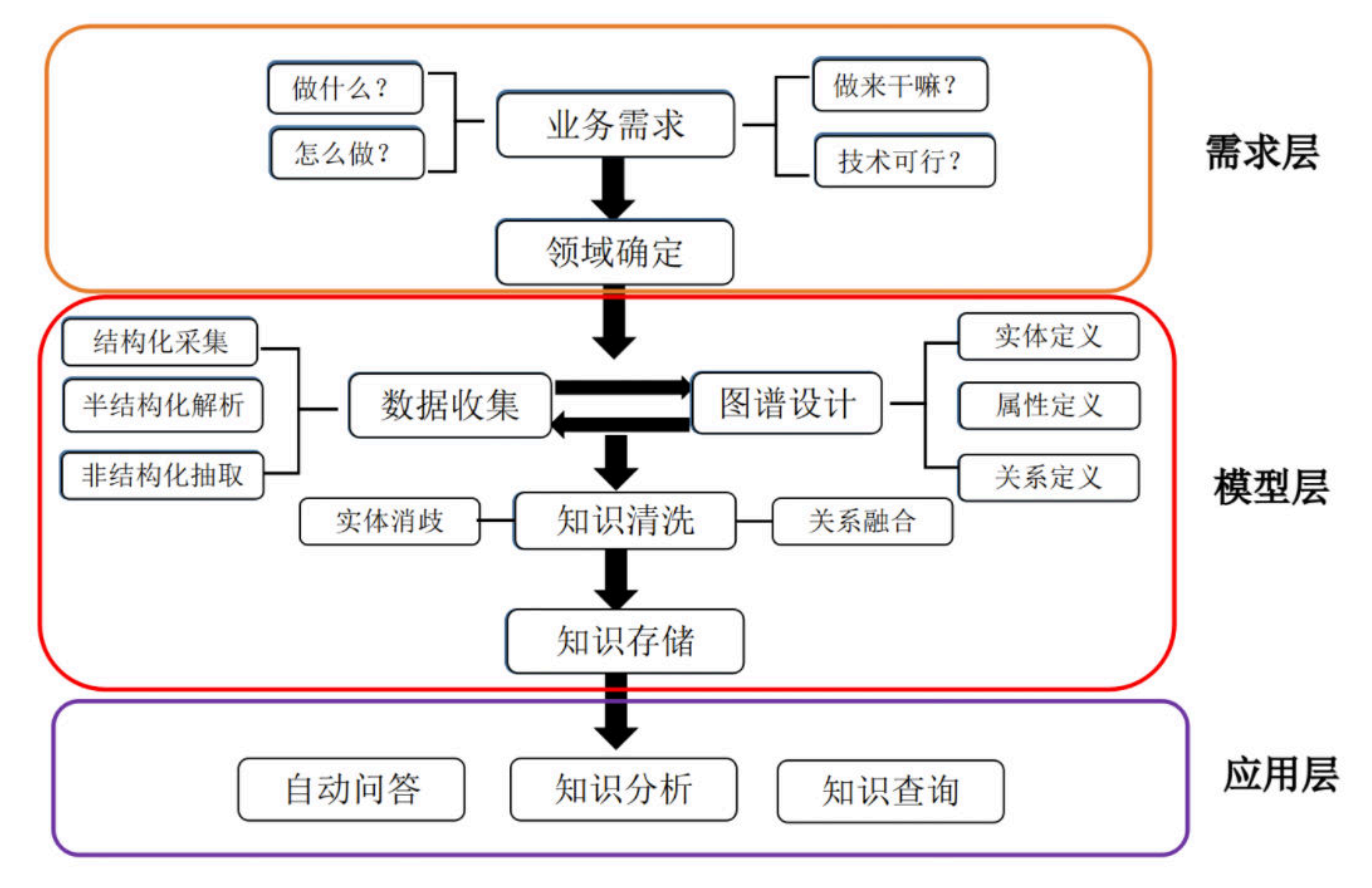 做什么?
怎么做?
业务需求
做来干嘛?
技术可行?
领域确定
需求层
结构化采集
半结构化解析
非结构化抽取
数据收集
图谱设计
实体定义
属性定义
关系定义
实体消歧
知识清洗
关系融合
知识存储
模型层
自动问答
知识分析
知识查询
应用层